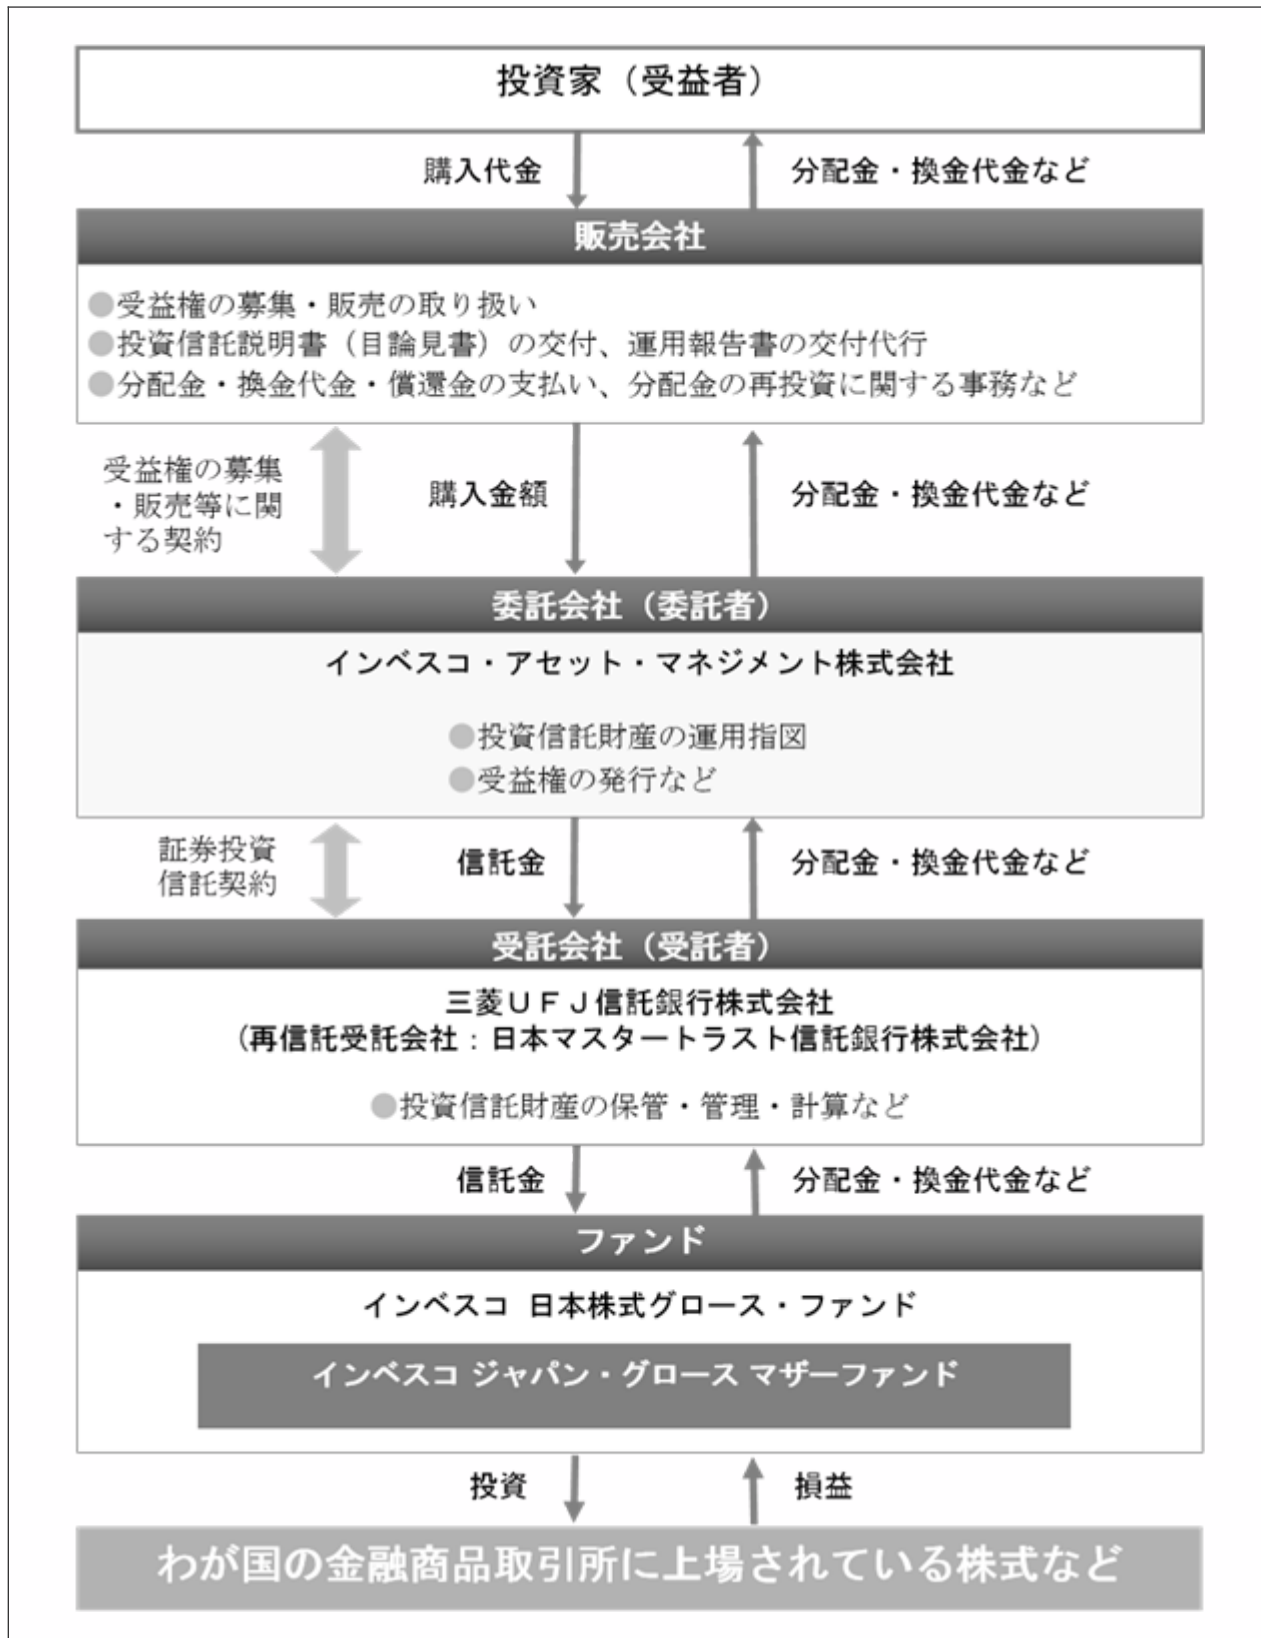 投資家（受益者）
購入代金
分配金・換金代金など
販売会社
●受益権の募集・販売の取り扱い
●投資信託説明書（目論見書）の交付、運用報告書の交付代行
●分配金・換金代金・償還金の支払い、分配金の再投資に関する事務など
受益権の募集
・販売等に関
する契約
購入金額
分配金・換金代金など
委託会社（委託者）
インベスコ・アセット・マネジメント株式会社
●投資信託財産の運用指図
●受益権の発行など
証券投資
信託契約
信託金
分配金・換金代金など
受託会社（受託者）
三菱ＵＦＪ信託銀行株式会社
（再信託受託会社：日本マスタートラスト信託銀行株式会社）
●投資信託財産の保管・管理・計算など
信託金
分配金・換金代金など
ファンド
インベスコ 日本株式グロース・ファンド
インベスコ ジャパン・グロース マザーファンド
投資
損益
わが国の金融商品取引所に上場されている株式など